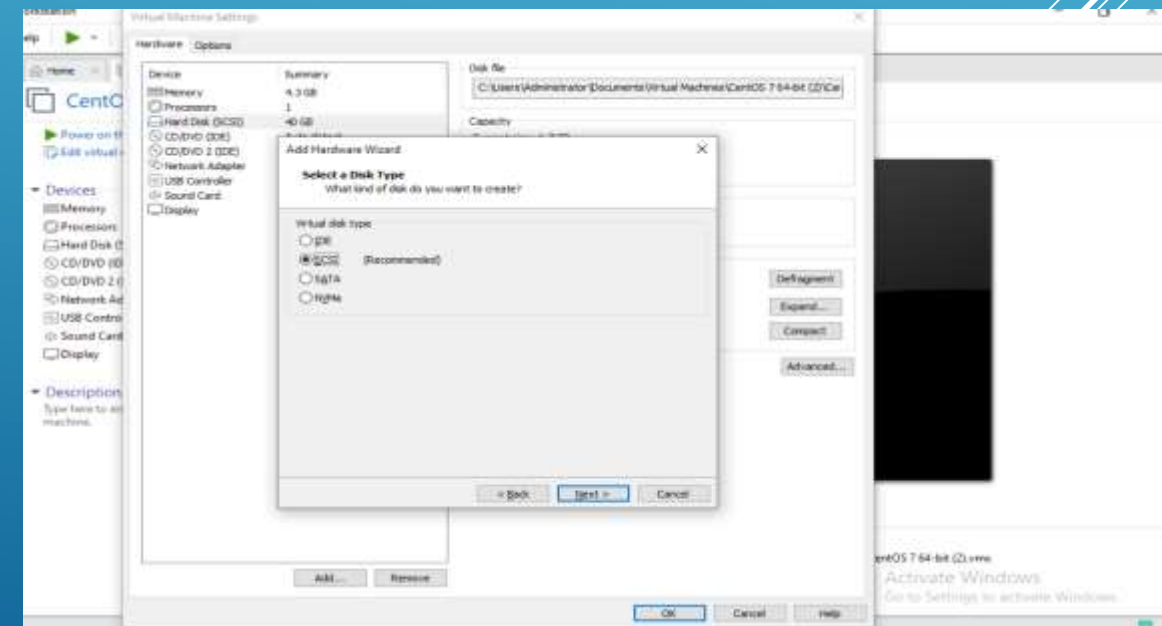 Virtual Machine Settings
Hardware Options
Home
CentO
Power on th
Edit virtual
Devices
Memory
Processors
Hard Disk (S
CD/DVD (ID
CD/DVD 2 (I
Network Ad
USB Contro
Sound Card
Display
Description
Type here to en
machine.
Device Summary
Memory 4.3 GB
Processors 1
Hard Disk (SCSI) 40 GB
CD/DVD (IDE)
CD/DVD 2 (IDE)
Network Adapter
USB Controller
Sound Card
Display
Add... Remove
Disk file
C:\Users\Administrator\Documents\Virtual Machines\CentOS 7 64-bit (2)\Cen
Capacity
Defragment
Expand...
Compact
Advanced...
Add Hardware Wizard
Select a Disk Type
What kind of disk do you want to create?
Virtual disk type
IDE
SCSI (Recommended)
SATA
NVMe
< Back Next > Cancel
OK Cancel Help
entOS 7 64-bit (2).vmx
Activate Windows
Go to Settings to activate Windows.